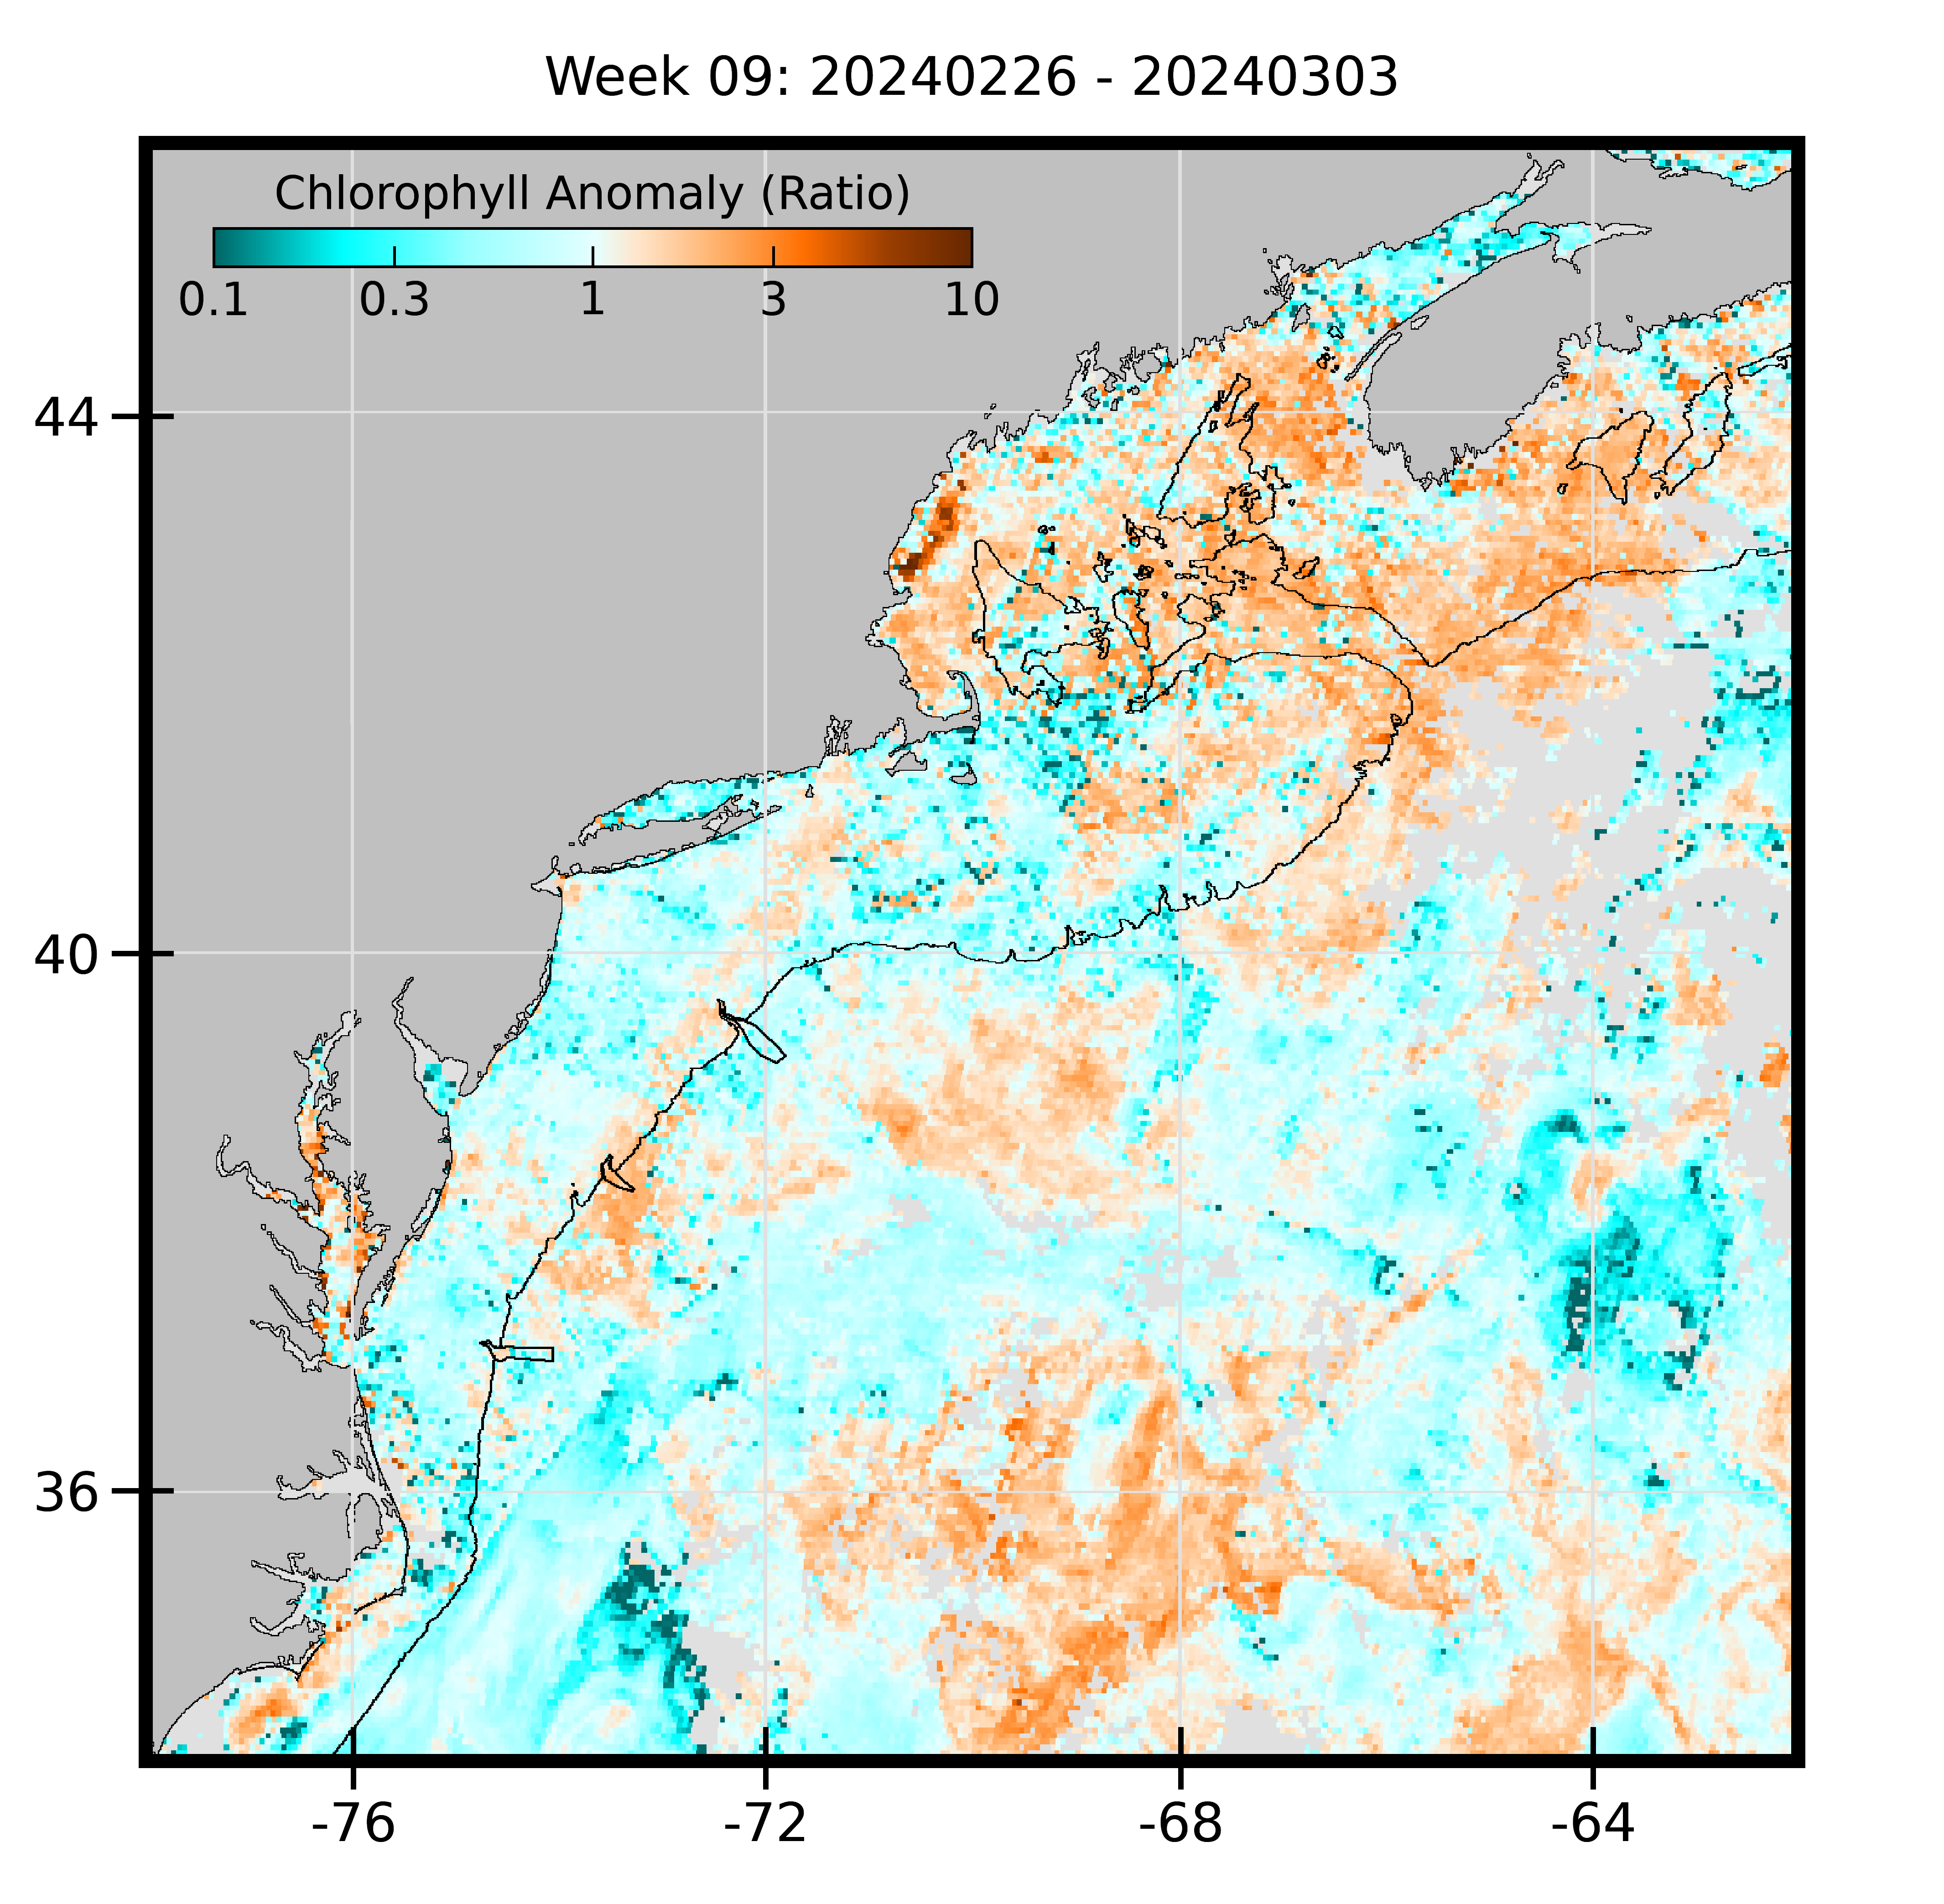 Week 09: 20240226 - 20240303
Chlorophyll Anomaly (Ratio)
0.1 0.3 1 3 10
44
40
36
-76 -72 -68 -64